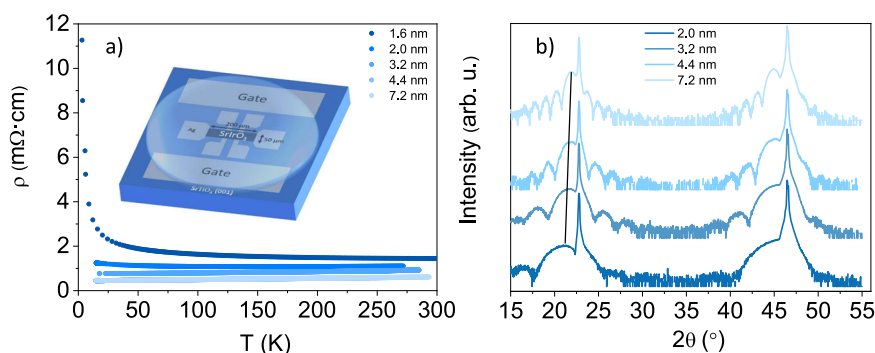 a)
12
10
8
6
4
2
0
ρ (mΩ·cm)
0 50 100 150 200 250 300
T (K)
1.6 nm
2.0 nm
3.2 nm
4.4 nm
7.2 nm
Gate
200 μm
Ag
SrIrO3
50 μm
Gate
SrTiO3 (001)
b)
Intensity (arb. u.)
2.0 nm
3.2 nm
4.4 nm
7.2 nm
15 20 25 30 35 40 45 50 55
2θ (°)